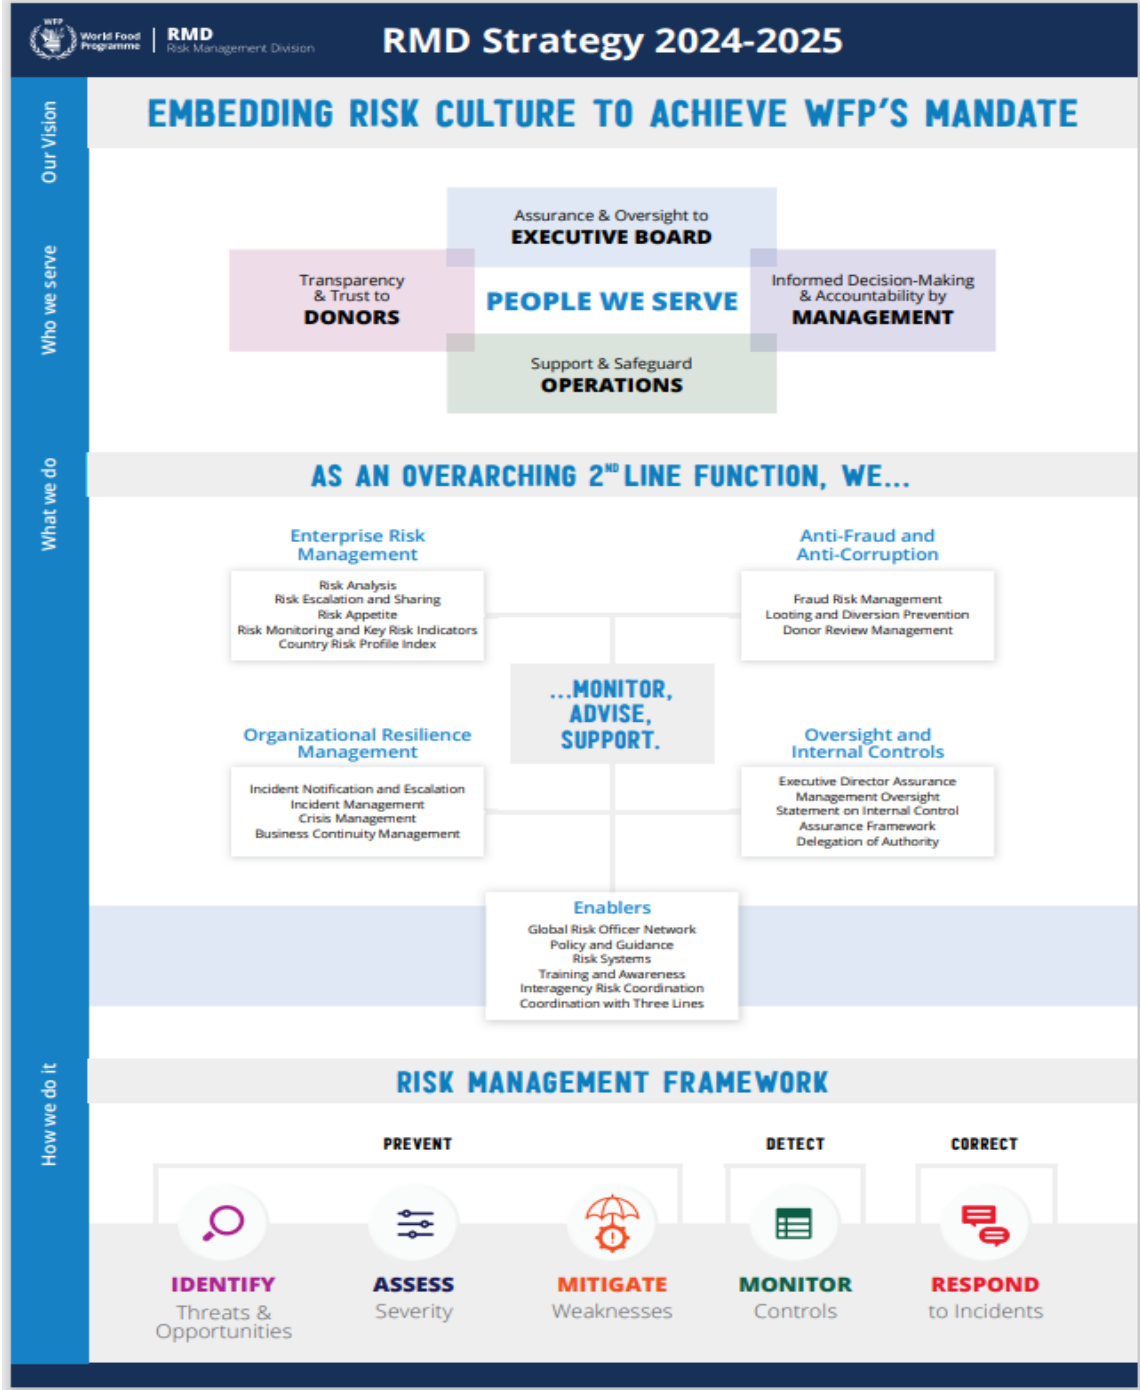 WFP
World Food
Programme
RMD
Risk Management Division
RMD Strategy 2024-2025
Our Vision
EMBEDDING RISK CULTURE TO ACHIEVE WFP'S MANDATE
Who we serve
Assurance & Oversight to
EXECUTIVE BOARD
Transparency
& Trust to
DONORS
PEOPLE WE SERVE
Informed Decision-Making
& Accountability by
MANAGEMENT
Support & Safeguard
OPERATIONS
What we do
AS AN OVERARCHING 2ND LINE FUNCTION, WE...
Enterprise Risk
Management
Risk Analysis
Risk Escalation and Sharing
Risk Appetite
Risk Monitoring and Key Risk Indicators
Country Risk Profile Index
Anti-Fraud and
Anti-Corruption
Fraud Risk Management
Looting and Diversion Prevention
Donor Review Management
...MONITOR,
ADVISE,
SUPPORT.
Organizational Resilience
Management
Incident Notification and Escalation
Incident Management
Crisis Management
Business Continuity Management
Oversight and
Internal Controls
Executive Director Assurance
Management Oversight
Statement on Internal Control
Assurance Framework
Delegation of Authority
Enablers
Global Risk Officer Network
Policy and Guidance
Risk Systems
Training and Awareness
Interagency Risk Coordination
Coordination with Three Lines
How we do it
RISK MANAGEMENT FRAMEWORK
PREVENT
DETECT
CORRECT
IDENTIFY
Threats &
Opportunities
ASSESS
Severity
MITIGATE
Weaknesses
MONITOR
Controls
RESPOND
to Incidents